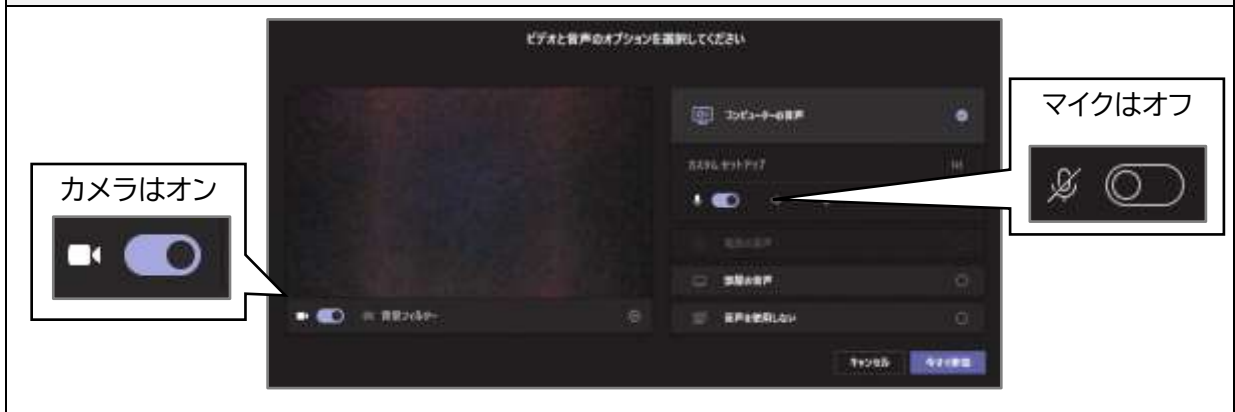 ビデオと音声のオプションを選択してください
コンピューターの音声
マイクはオフ
カスタム セットアップ
カメラはオン
部屋の音声
背景フィルター
音声を使用しない
キャンセル
今すぐ参加